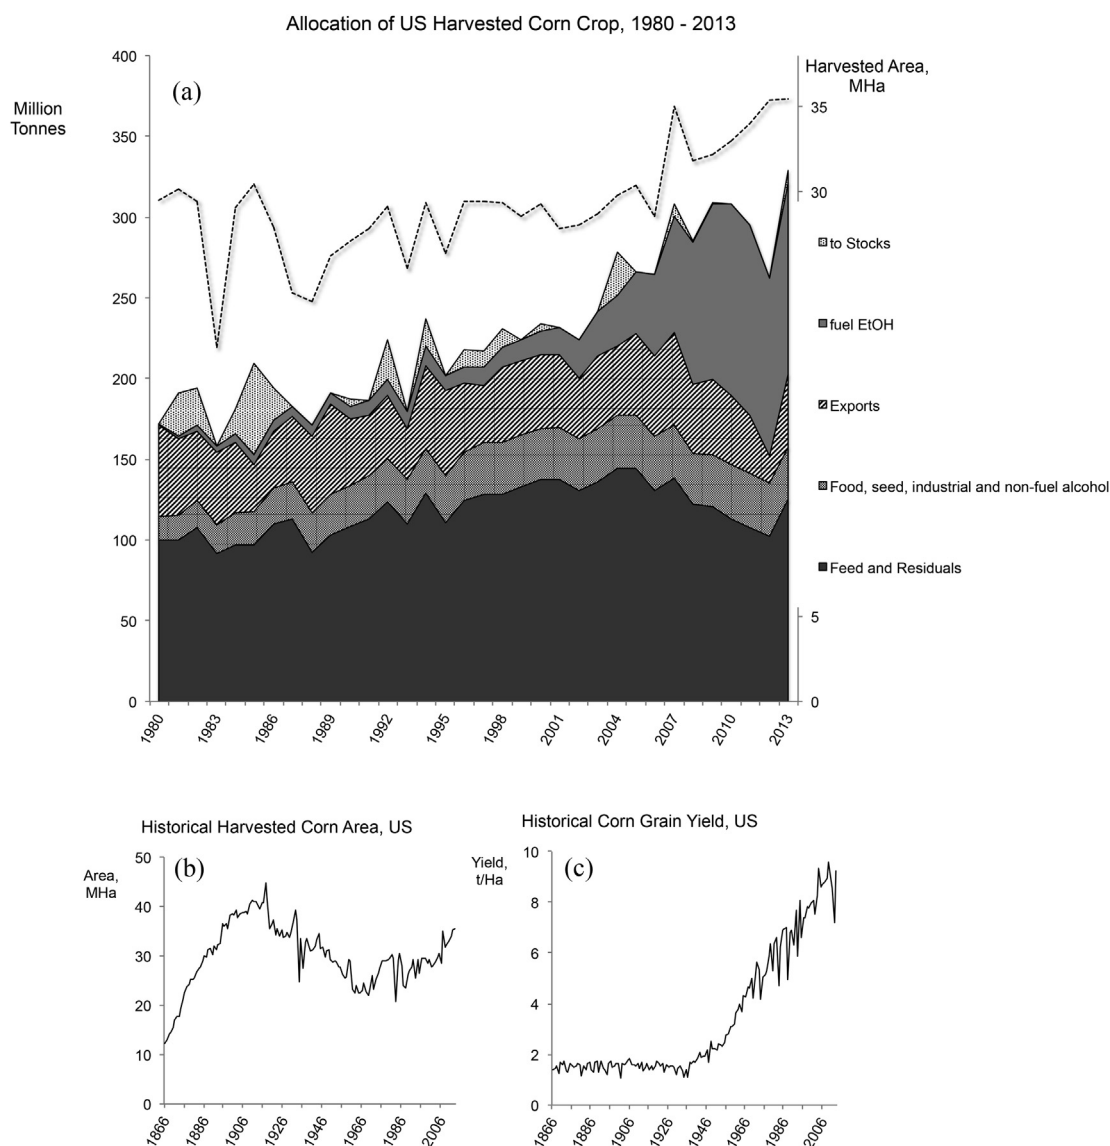 Allocation of US Harvested Corn Crop, 1980 - 2013
(a)
Million
Tonnes
Harvested Area,
MHa
400
350
300
250
200
150
100
50
0
35
30
5
0
to Stocks
fuel EtOH
Exports
Food, seed, industrial and non-fuel alcohol
Feed and Residuals
1980
1983
1986
1989
1992
1995
1998
2001
2004
2007
2010
2013
Historical Harvested Corn Area, US
(b)
Area,
MHa
50
40
30
20
10
0
1866
1886
1906
1926
1946
1966
1986
2006
Historical Corn Grain Yield, US
(c)
Yield,
t/Ha
10
8
6
4
2
0
1866
1886
1906
1926
1946
1966
1986
2006